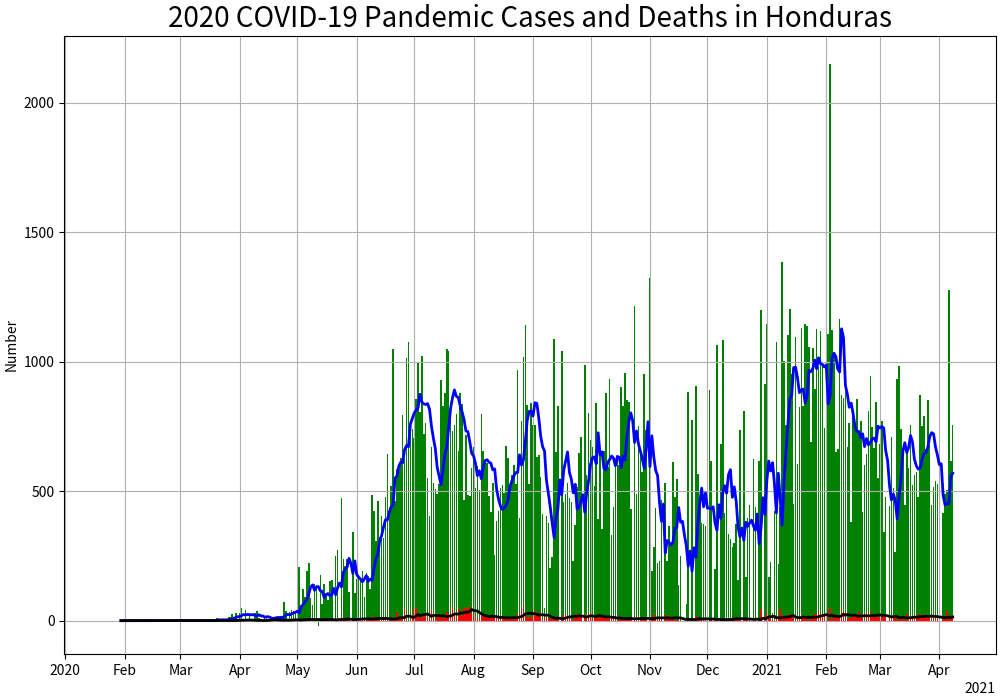 2020 COVID-19 Pandemic Cases and Deaths in Honduras
Number
2000
1500
1000
500
0
2020 Feb Mar Apr May Jun Jul Aug Sep Oct Nov Dec 2021 Feb Mar Apr
2021